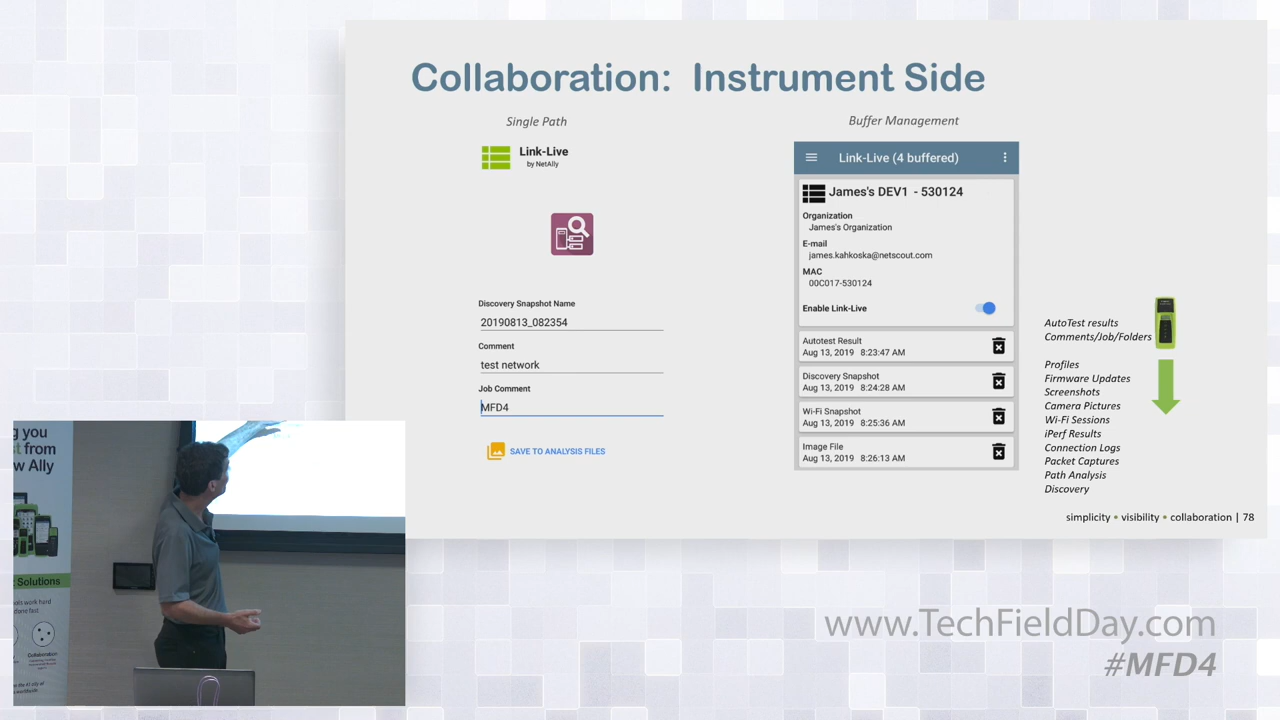 Collaboration: Instrument Side
Single Path
Link-Live
by NetAlly
Discovery Snapshot Name
20190813_082354
Comment
test network
Job Comment
MFD4
SAVE TO ANALYSIS FILES
Buffer Management
Link-Live (4 buffered)
James's DEV1 - 530124
Organization
James's Organization
E-mail
james.kahkoska@netscout.com
MAC
00C017-530124
Enable Link-Live
Autotest Result
Aug 13, 2019 8:23:47 AM
Discovery Snapshot
Aug 13, 2019 8:24:28 AM
Wi-Fi Snapshot
Aug 13, 2019 8:25:36 AM
Image File
Aug 13, 2019 8:26:13 AM
AutoTest results
Comments/Job/Folders
Profiles
Firmware Updates
Screenshots
Camera Pictures
Wi-Fi Sessions
iPerf Results
Connection Logs
Packet Captures
Path Analysis
Discovery
simplicity • visibility • collaboration | 78
g you
st from
w Ally
Solutions
www.TechFieldDay.com
#MFD4